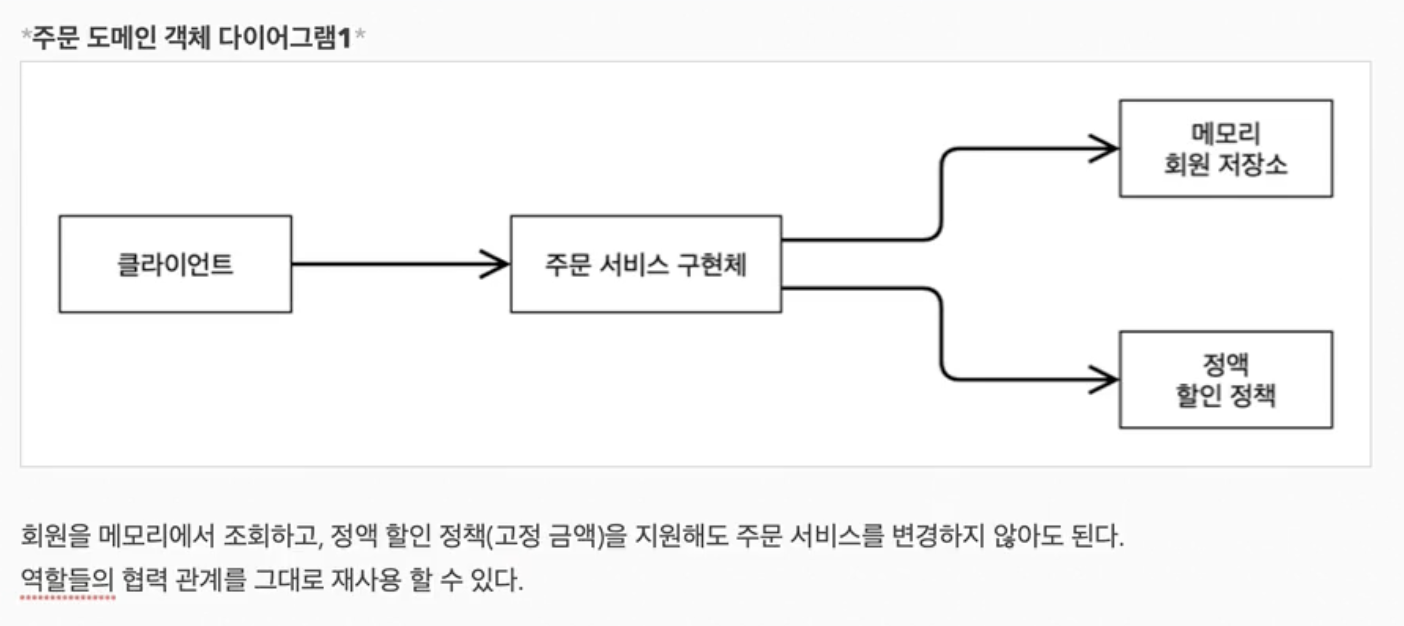 *주문 도메인 객체 다이어그램1*
메모리
회원 저장소
클라이언트
주문 서비스 구현체
정액
할인 정책
회원을 메모리에서 조회하고, 정액 할인 정책(고정 금액)을 지원해도 주문 서비스를 변경하지 않아도 된다.
역할들의 협력 관계를 그대로 재사용 할 수 있다.